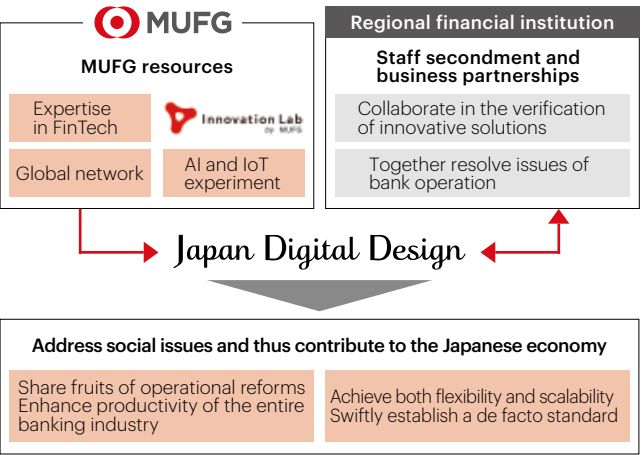 MUFG
MUFG resources
Expertise
in FinTech
Innovation Lab
by MUFG
Global network
AI and IoT
experiment
Regional financial institution
Staff secondment and
business partnerships
Collaborate in the verification
of innovative solutions
Together resolve issues of
bank operation
Japan Digital Design
Address social issues and thus contribute to the Japanese economy
Share fruits of operational reforms
Enhance productivity of the entire
banking industry
Achieve both flexibility and scalability
Swiftly establish a de facto standard